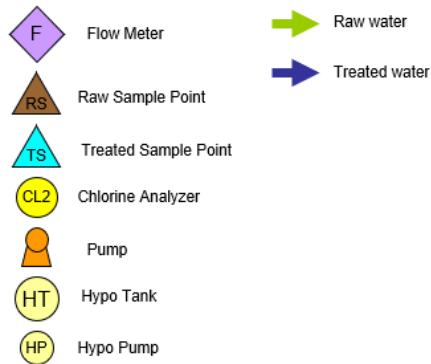 F Flow Meter
RS Raw Sample Point
TS Treated Sample Point
CL2 Chlorine Analyzer
Pump
HT Hypo Tank
HP Hypo Pump
Raw water
Treated water